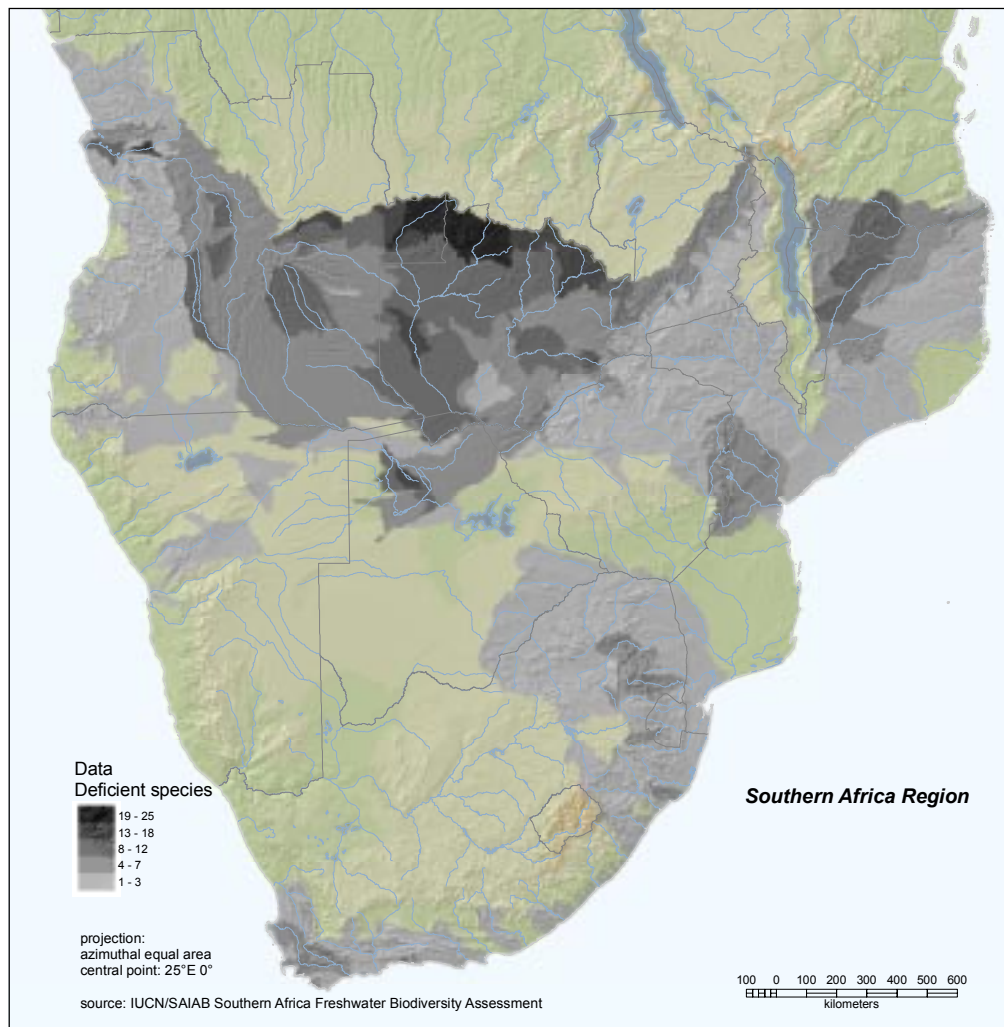 Data
Deficient species
19 - 25
13 - 18
8 - 12
4 - 7
1 - 3
Southern Africa Region
projection:
azimuthal equal area
central point: 25°E 0°
source: IUCN/SAIAB Southern Africa Freshwater Biodiversity Assessment
100 0 100 200 300 400 500 600
kilometers